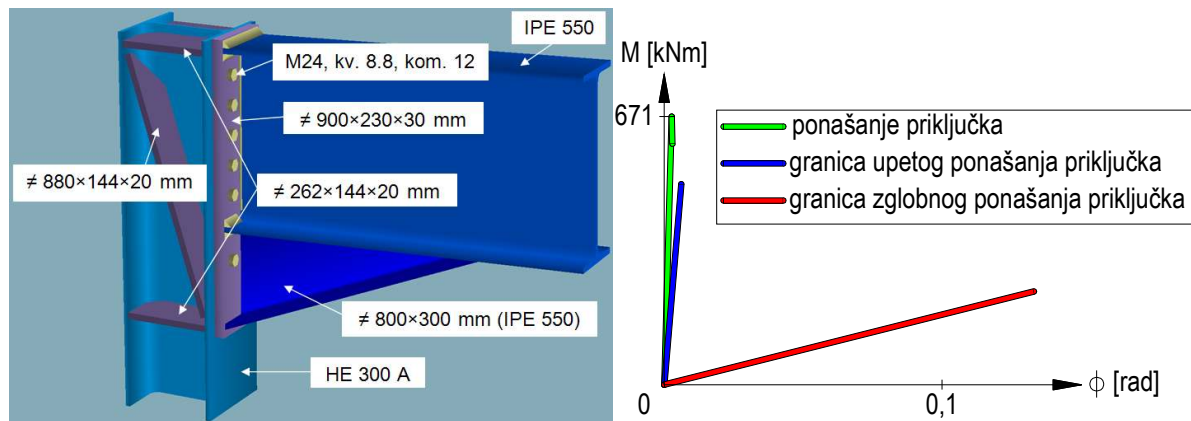 IPE 550
M24, kv. 8.8, kom. 12
≠ 900×230×30 mm
≠ 880×144×20 mm
≠ 262×144×20 mm
≠ 800×300 mm (IPE 550)
HE 300 A
M [kNm]
671
ponašanje priključka
granica upetog ponašanja priključka
granica zglobnog ponašanja priključka
0
0,1
ϕ [rad]